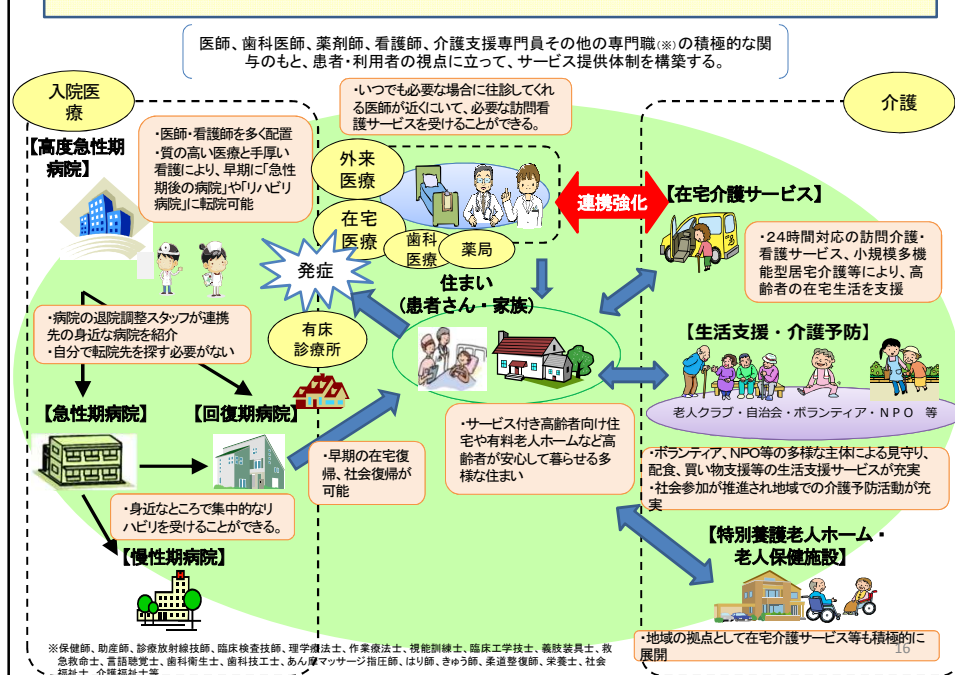 医師、歯科医師、薬剤師、看護師、介護支援専門員その他の専門職(※)の積極的な関
与のもと、患者・利用者の視点に立って、サービス提供体制を構築する。
入院医
療
介護
・いつでも必要な場合に往診してくれ
る医師が近くにいて、必要な訪問看
護サービスを受けることができる。
【高度急性期
病院】
・医師・看護師を多く配置
・質の高い医療と手厚い
看護により、早期に「急性
期後の病院」や「リハビリ
病院」に転院可能
外来
医療
在宅
医療
歯科
医療
薬局
連携強化
【在宅介護サービス】
・24時間対応の訪問介護・
看護サービス、小規模多機
能型居宅介護等により、高
齢者の在宅生活を支援
発症
住まい
(患者さん・家族)
・病院の退院調整スタッフが連携
先の身近な病院を紹介
・自分で転院先を探す必要がない
有床
診療所
【生活支援・介護予防】
老人クラブ・自治会・ボランティア・NPO 等
【急性期病院】
【回復期病院】
・早期の在宅復
帰、社会復帰が
可能
・サービス付き高齢者向け住
宅や有料老人ホームなど高
齢者が安心して暮らせる多
様な住まい
・ボランティア、NPO等の多様な主体による見守り、
配食、買い物支援等の生活支援サービスが充実
・社会参加が推進され地域での介護予防活動が充
実
・身近なところで集中的なリ
ハビリを受けることができる。
【慢性期病院】
【特別養護老人ホーム・
老人保健施設】
・地域の拠点として在宅介護サービス等も積極的に
展開
16
※保健師、助産師、診療放射線技師、臨床検査技師、理学療法士、作業療法士、視能訓練士、臨床工学技士、義肢装具士、救
急救命士、言語聴覚士、歯科衛生士、歯科技工士、あん摩マッサージ指圧師、はり師、きゅう師、柔道整復師、栄養士、社会
福祉士、介護福祉士等